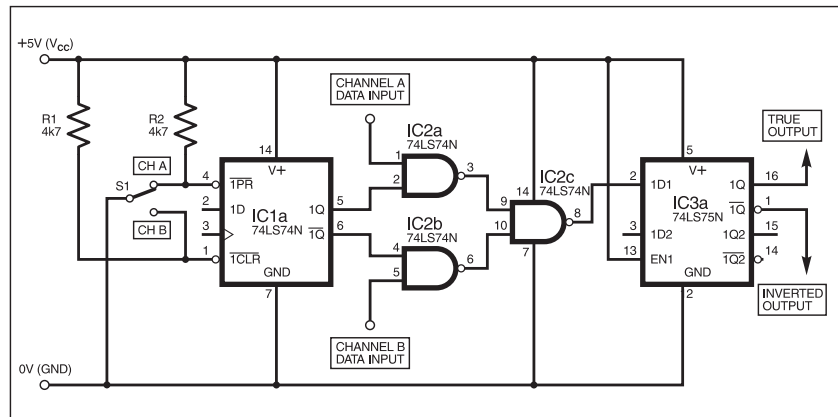 +5V (VCC)
R1
4k7
R2
4k7
CH A
S1
CH B
4
2
3
1
1PR
1D
1CLR
14
V+
IC1a
74LS74N
1Q
1Q
GND
7
5
6
CHANNEL A
DATA INPUT
1
2
IC2a
74LS74N
3
IC2b
74LS74N
4
5
6
CHANNEL B
DATA INPUT
IC2c
74LS74N
14
9
10
8
7
2
3
13
1D1
1D2
EN1
5
V+
IC3a
74LS75N
GND
2
1Q
1Q
1Q2
1Q2
16
1
15
14
TRUE
OUTPUT
INVERTED
OUTPUT
0V (GND)